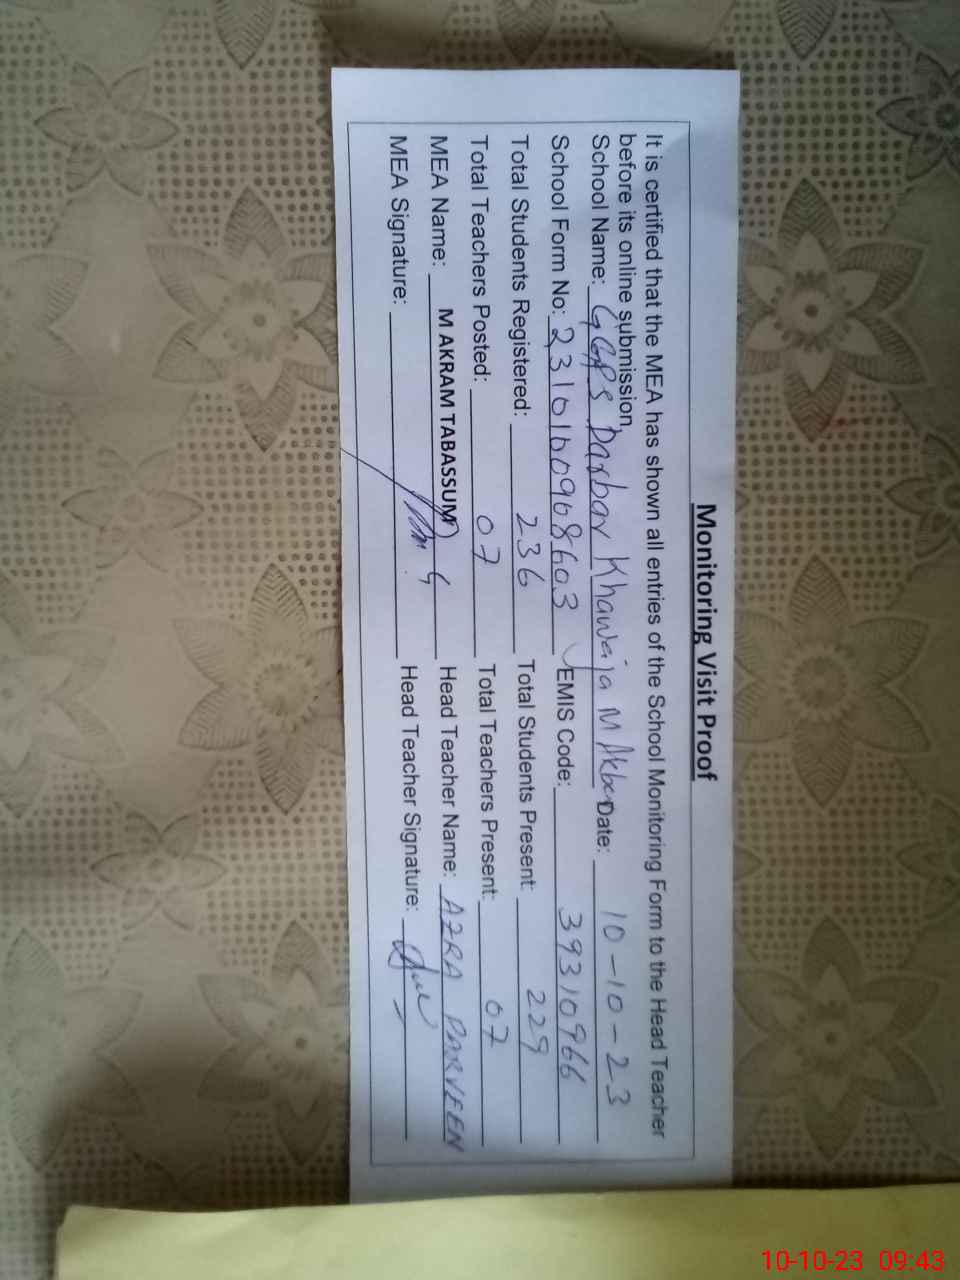 Monitoring Visit Proof
It is certified that the MEA has shown all entries of the School Monitoring Form to the Head Teacher
before its online submission.
School Name: GGPS Darbar Khawaja M Akber Date: 10-10-23
School Form No: 2310160968603 EMIS Code: 39310966
Total Students Registered: 236 Total Students Present: 229
Total Teachers Posted: 07 Total Teachers Present: 07
MEA Name: M AKRAM TABASSUM Head Teacher Name: AZRA PARVEEN
MEA Signature: Head Teacher Signature:
10-10-23 09:43